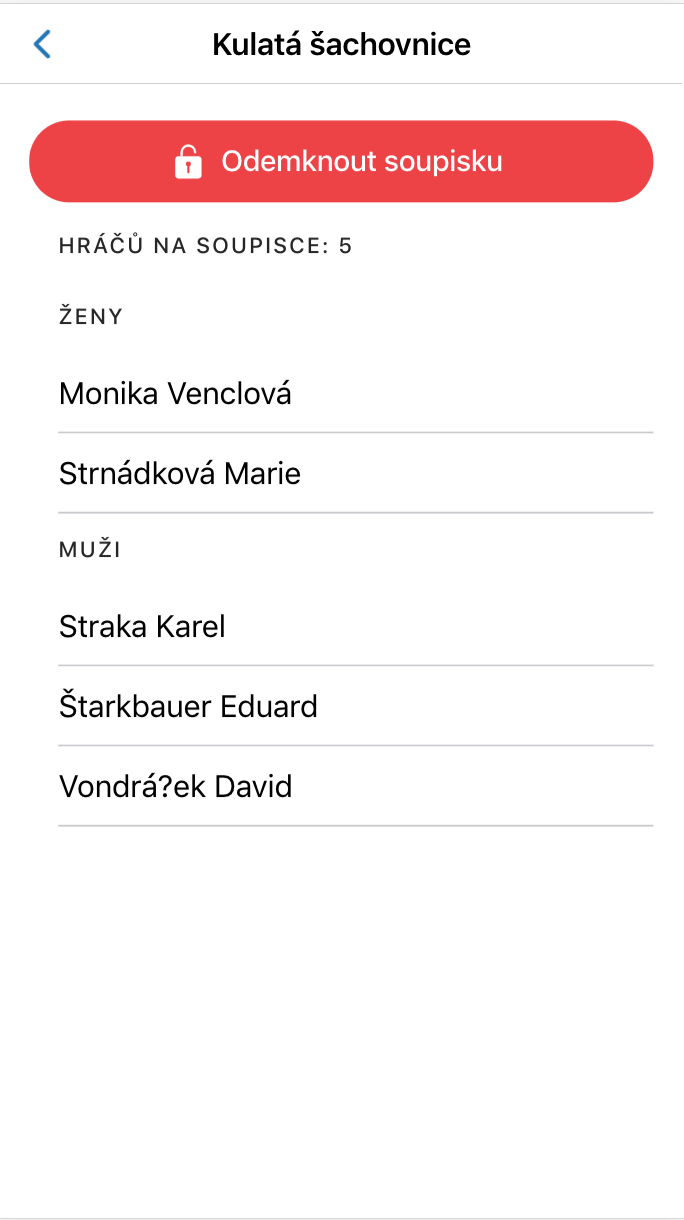 Kulatá šachovnice
Odemknout soupisku
HRÁČŮ NA SOUPISCE: 5
ŽENY
Monika Venclová
Strnádková Marie
MUŽI
Straka Karel
Štarkbauer Eduard
Vondrá?ek David